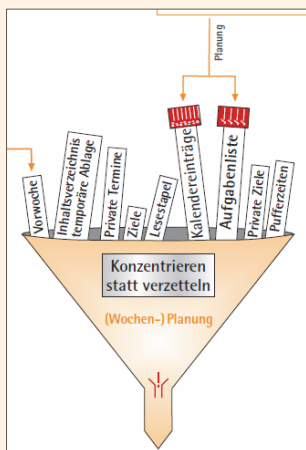 Planung
Vorwoche
Inhaltsverzeichnis
temporäre Ablage
Private Termine
Ziele
Lesestapel
Kalendereinträge
Aufgabenliste
Private Ziele
Pufferzeiten
Konzentrieren
statt verzetteln
(Wochen-) Planung